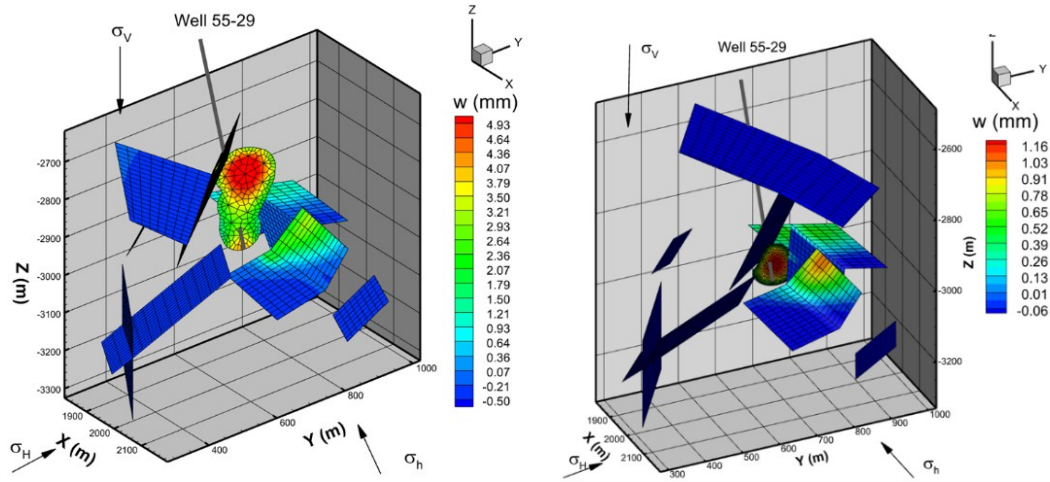 Well 55-29
σV
Z
Y
X
w (mm)
4.93
4.64
4.36
4.07
3.79
3.50
3.21
2.93
2.64
2.36
2.07
1.79
1.50
1.21
0.93
0.64
0.36
0.07
-0.21
-0.50
-2700
-2800
-2900
-3000
-3100
-3200
-3300
Z (m)
1900
2000
2100
X (m)
400
600
800
1000
Y (m)
σH
σh
Well 55-29
σV
Z
Y
X
w (mm)
1.16
1.03
0.91
0.78
0.65
0.52
0.39
0.26
0.13
0.01
-0.06
-2600
-2800
-3000
-3200
Z (m)
1900
2000
2100
X (m)
300
400
500
600
700
800
900
1000
Y (m)
σH
σh